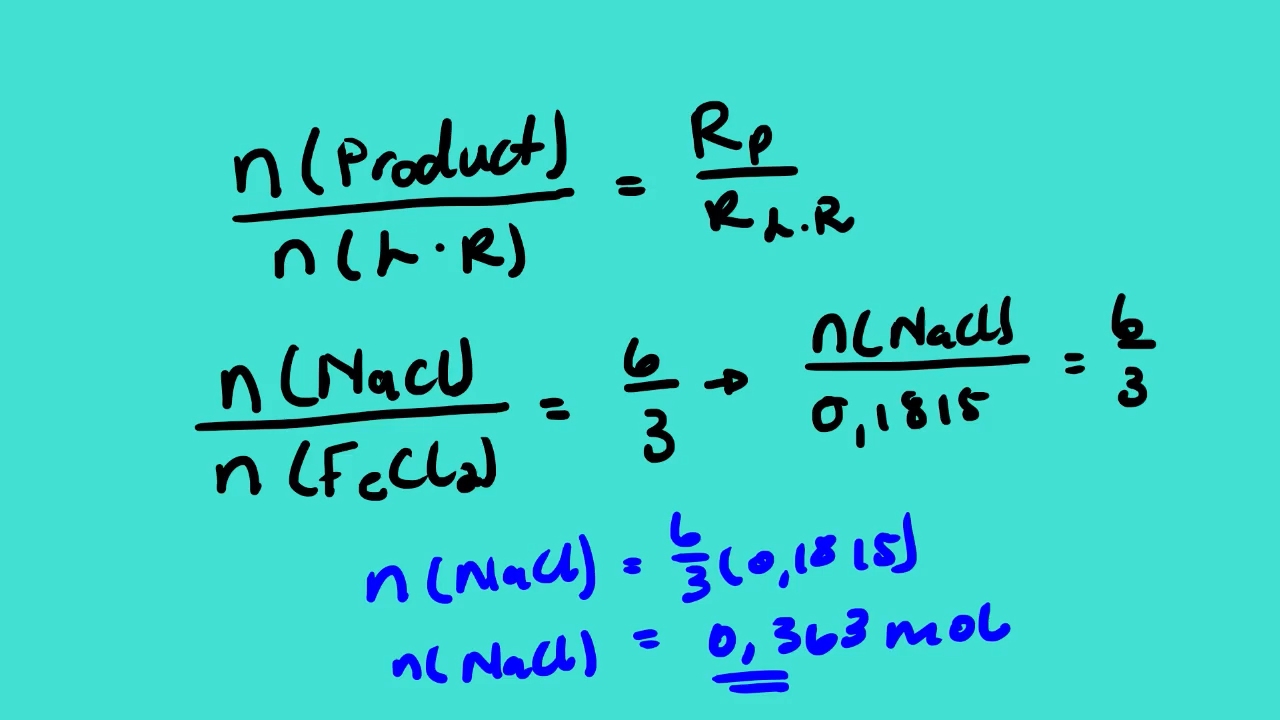 n(Product) / n(L·R) = Rp / R L.R
n(NaCl) / n(FeCl2) = 6/3 → n(NaCl) / 0,1815 = 6/3
n(NaCl) = 6/3 (0,1815)
n(NaCl) = 0,363 mol